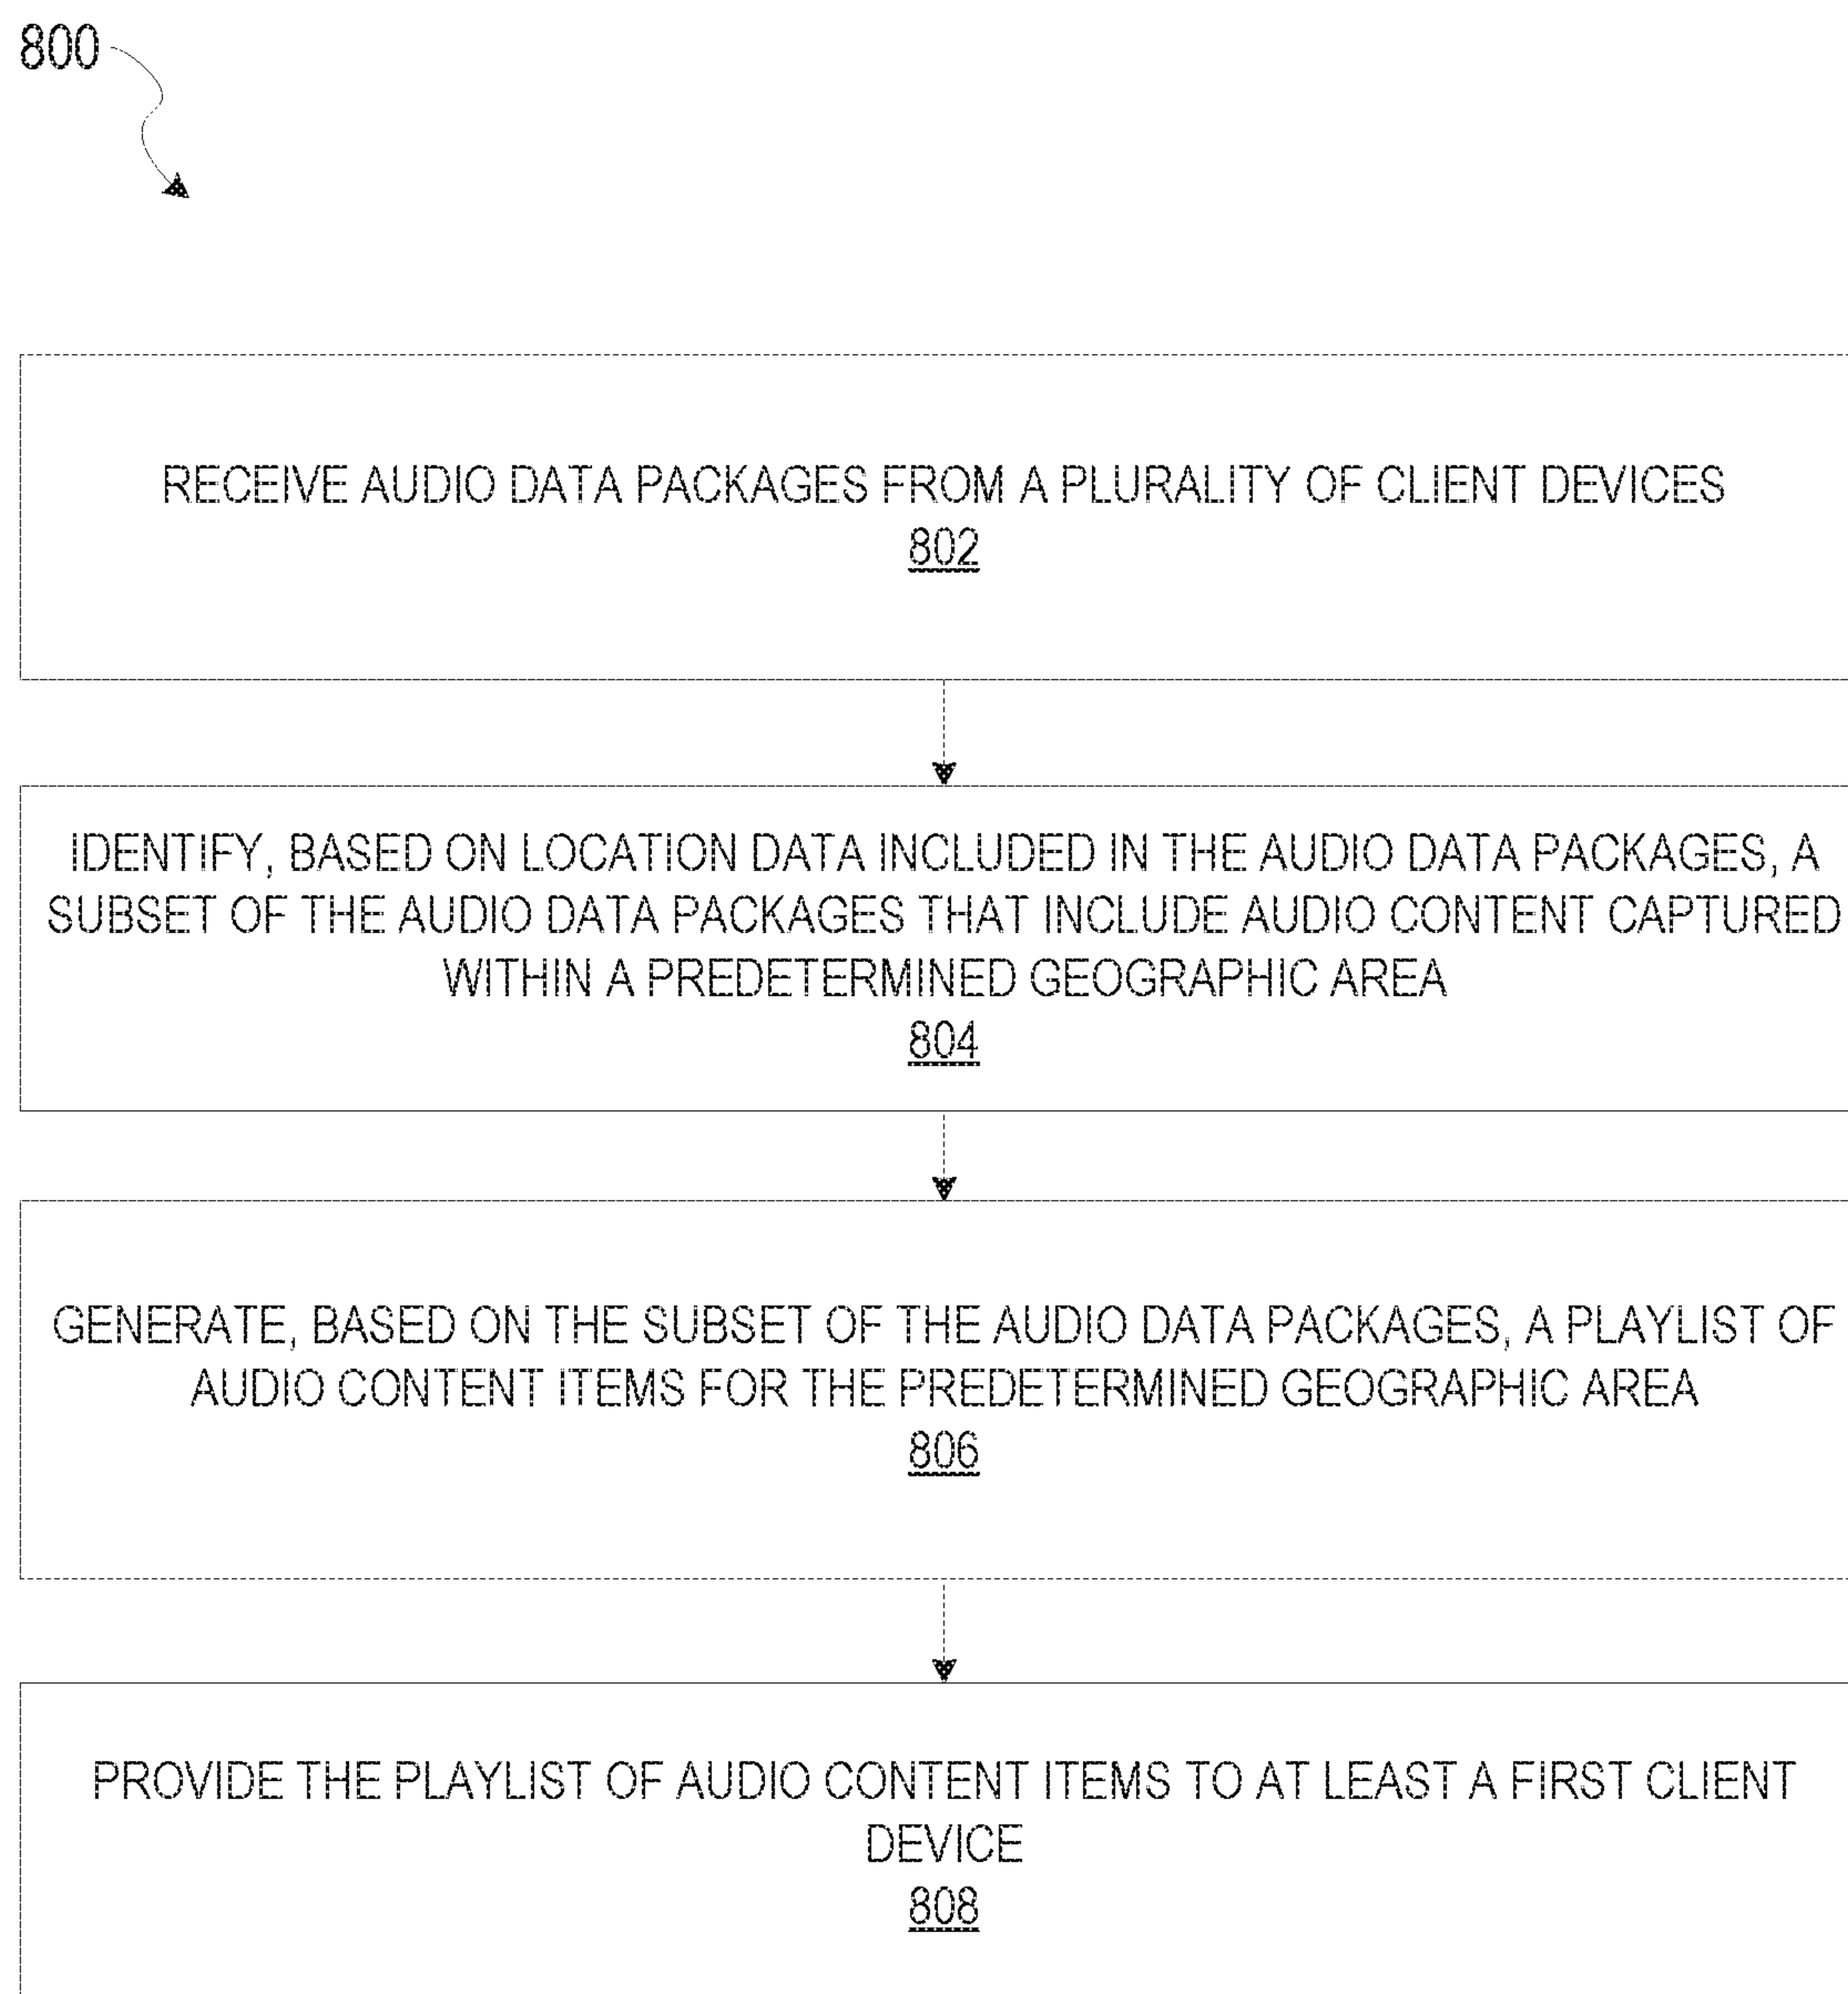 800
RECEIVE AUDIO DATA PACKAGES FROM A PLURALITY OF CLIENT DEVICES
802
IDENTIFY, BASED ON LOCATION DATA INCLUDED IN THE AUDIO DATA PACKAGES, A
SUBSET OF THE AUDIO DATA PACKAGES THAT INCLUDE AUDIO CONTENT CAPTURED
WITHIN A PREDETERMINED GEOGRAPHIC AREA
804
GENERATE, BASED ON THE SUBSET OF THE AUDIO DATA PACKAGES, A PLAYLIST OF
AUDIO CONTENT ITEMS FOR THE PREDETERMINED GEOGRAPHIC AREA
806
PROVIDE THE PLAYLIST OF AUDIO CONTENT ITEMS TO AT LEAST A FIRST CLIENT
DEVICE
808